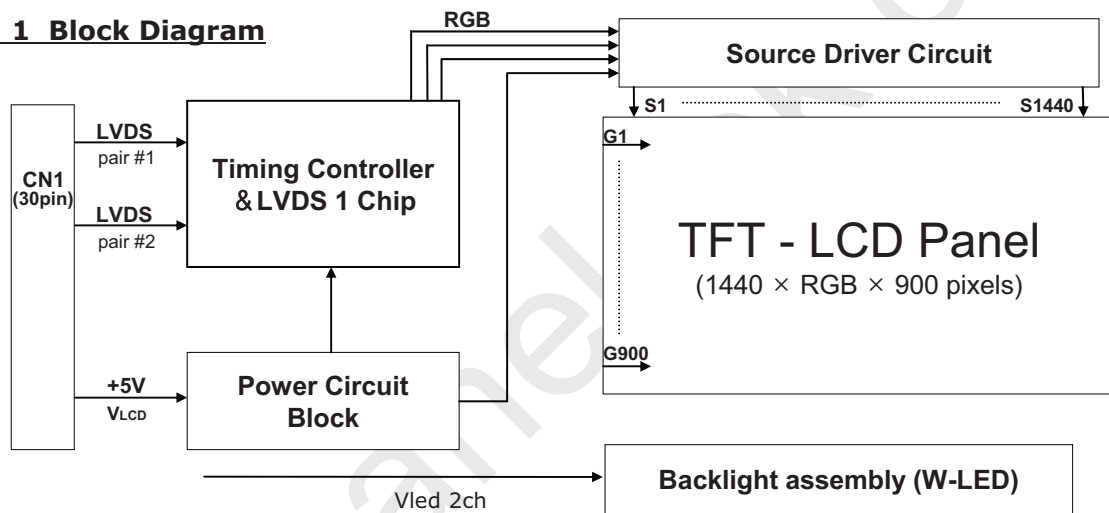 1 Block Diagram
RGB
Source Driver Circuit
S1
S1440
CN1
(30pin)
LVDS
pair #1
LVDS
pair #2
Timing Controller
&LVDS 1 Chip
G1
TFT - LCD Panel
(1440 × RGB × 900 pixels)
G900
+5V
VLCD
Power Circuit
Block
Vled 2ch
Backlight assembly (W-LED)